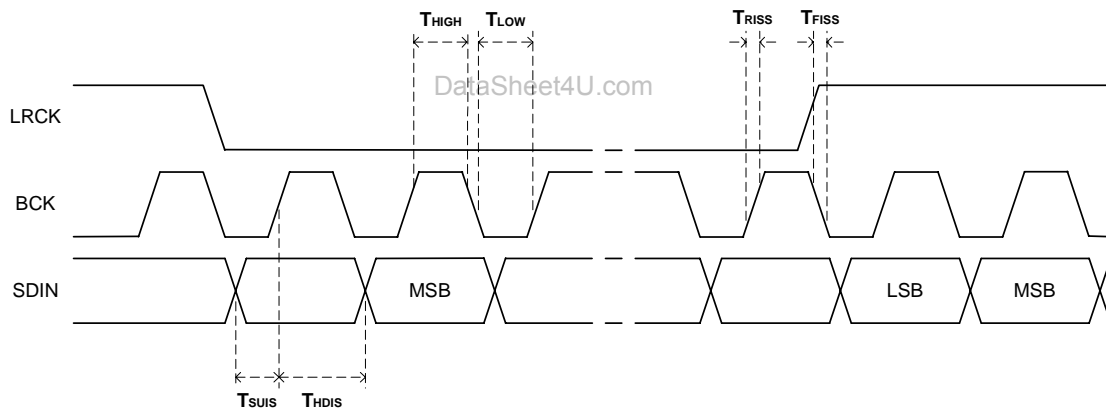 THIGH TLOW TRISS TFISS
DataSheet4U.com
LRCK
BCK
SDIN MSB LSB MSB
TSUIS THDIS